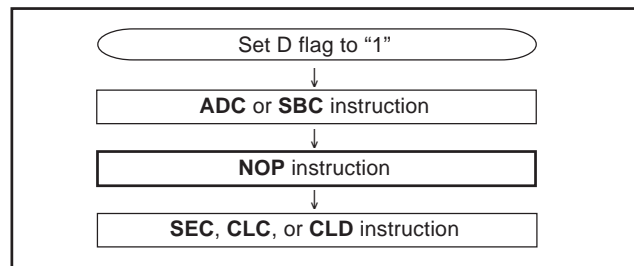 Set D flag to “1”
ADC or SBC instruction
NOP instruction
SEC, CLC, or CLD instruction